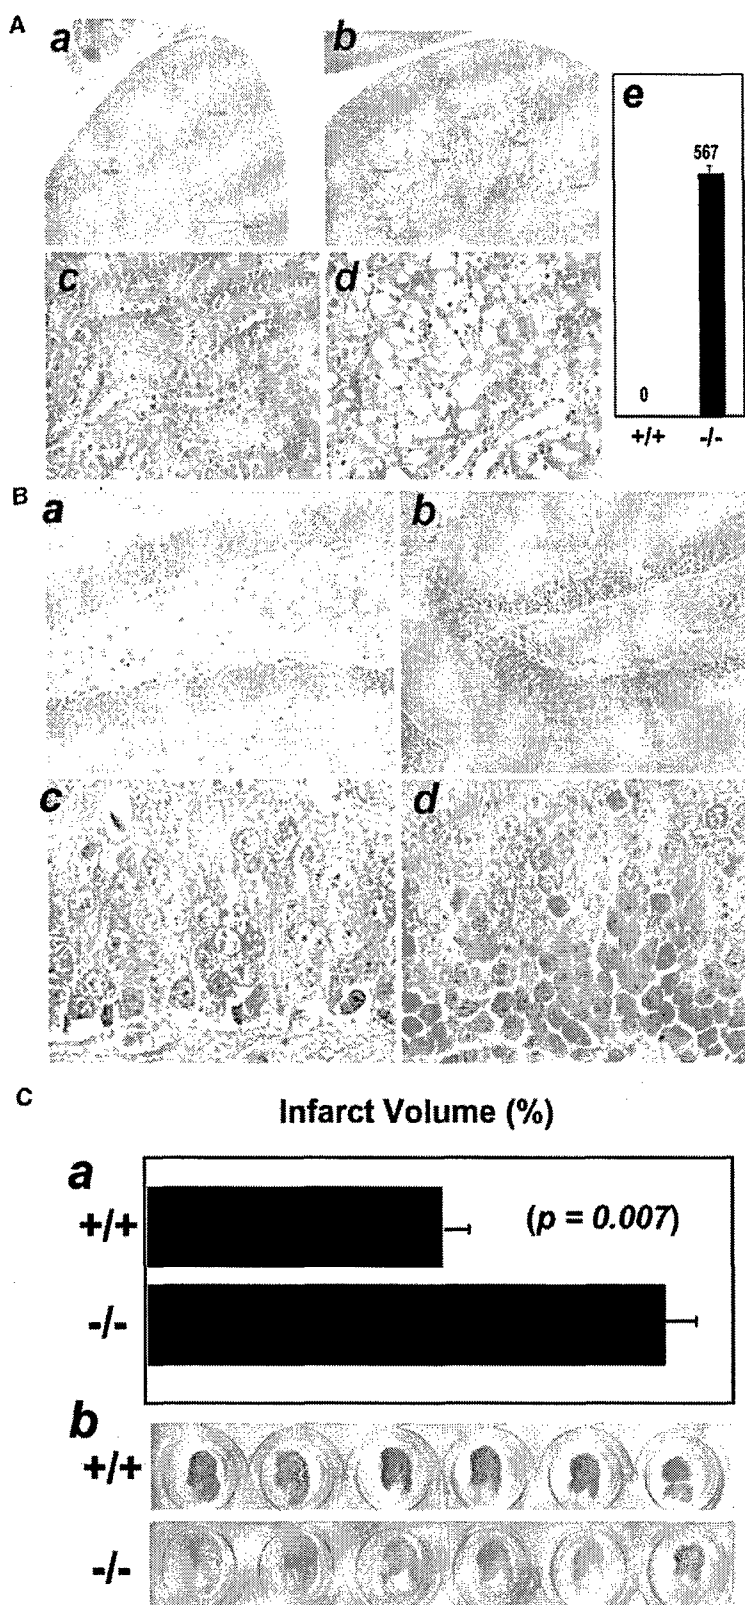 A
a
b
e
567
0
+/+
-/-
c
d
B
a
b
c
d
C
Infarct Volume (%)
a
+/+
(p = 0.007)
-/-
b
+/+
-/-